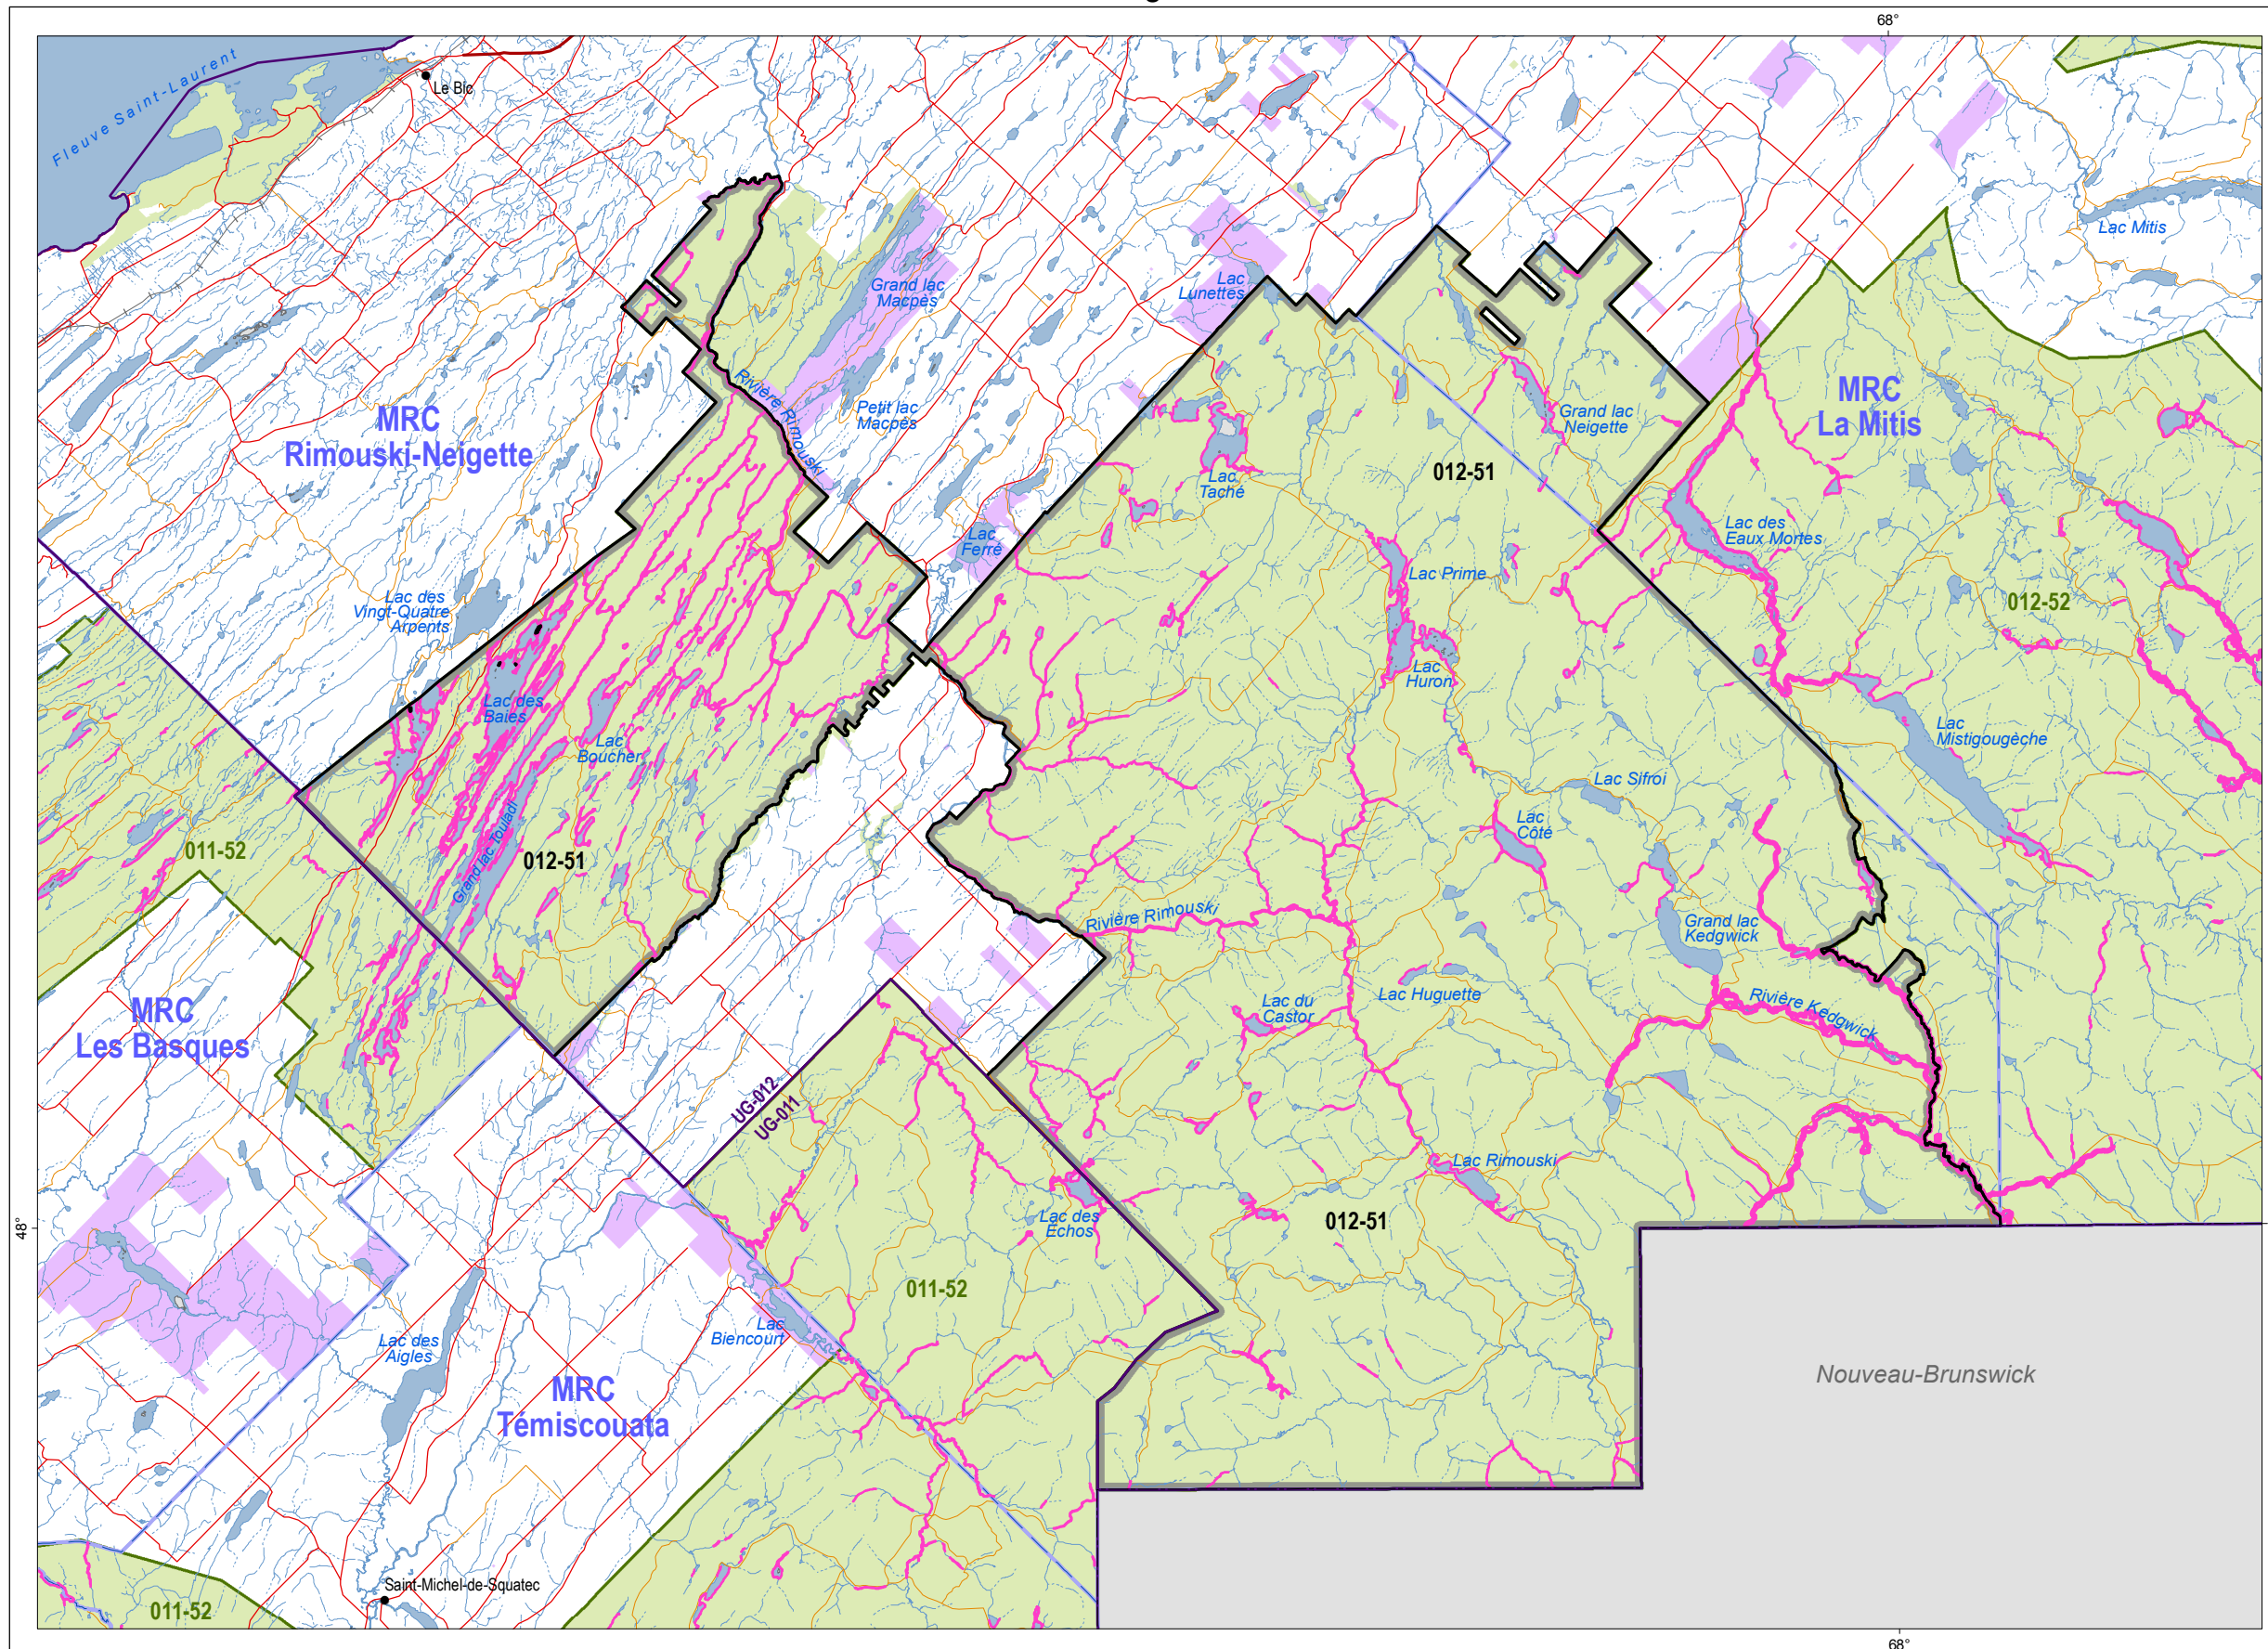 68°
Fleuve Saint-Laurent
Le Bic
Lac Mitis
Grand lac
Macpès
Lac
Lunettes
Rivière Rimouski
Petit lac
Macpès
MRC
Rimouski-Neigette
MRC
La Mitis
Grand lac
Neigette
012-51
Lac
Taché
Lac des
Eaux Mortes
Lac
Ferré
Lac Prime
Lac des
Vingt-Quatre
Arpents
012-52
Lac
Huron
Lac des
Baies
Lac
Mistigougèche
Lac
Boucher
Lac Sifroi
Lac
Côté
Grand lac Touladi
011-52
012-51
Rivière Rimouski
Grand lac
Kedgwick
Lac Huguette
Lac du
Castor
Rivière Kedgwick
MRC
Les Basques
UG-012
UG-011
Lac Rimouski
Lac des
Echos
012-51
48°
011-52
Lac
Biencourt
Lac des
Aigles
Nouveau-Brunswick
MRC
Témiscouata
Saint-Michel-de-Squatec
011-52
68°